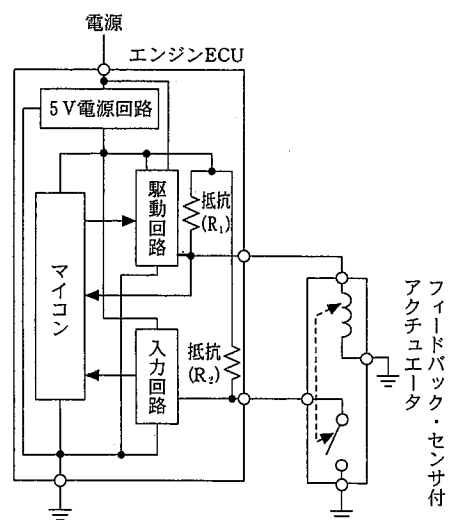 電源
エンジンECU
5V電源回路
駆動回路
抵抗
(R₁)
マイコン
入力回路
抵抗
(R₂)
フィードバック・センサ付
アクチュエータ